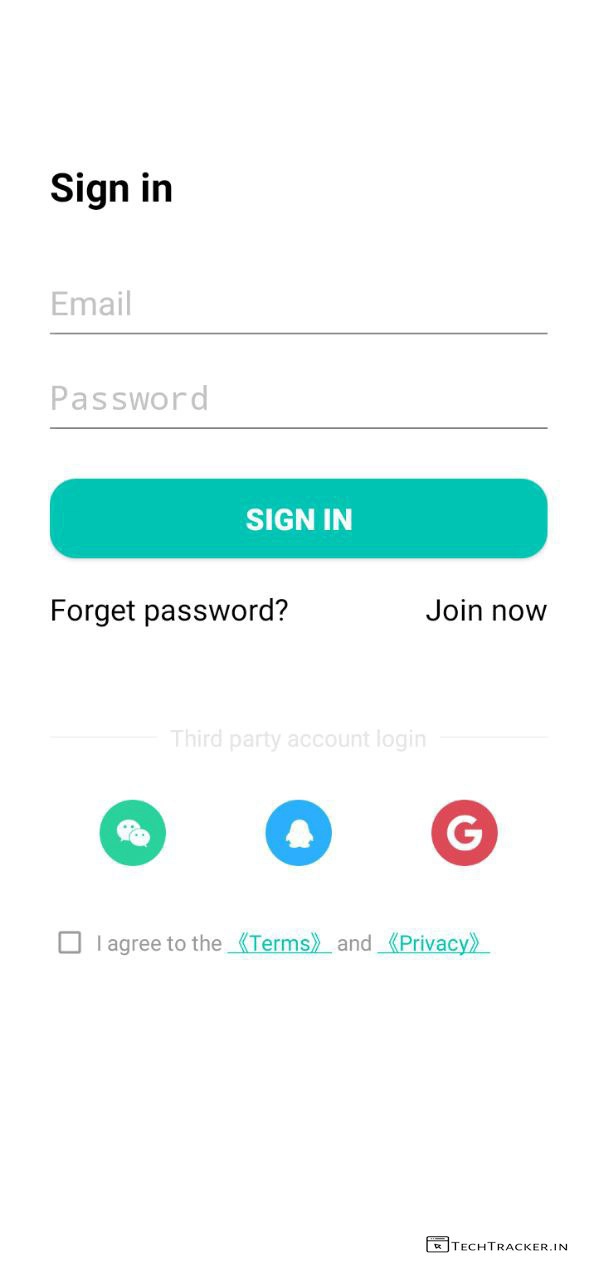 Sign in
Email
Password
SIGN IN
Forget password? Join now
Third party account login
G
I agree to the 《Terms》 and 《Privacy》
TECHTRACKER.IN